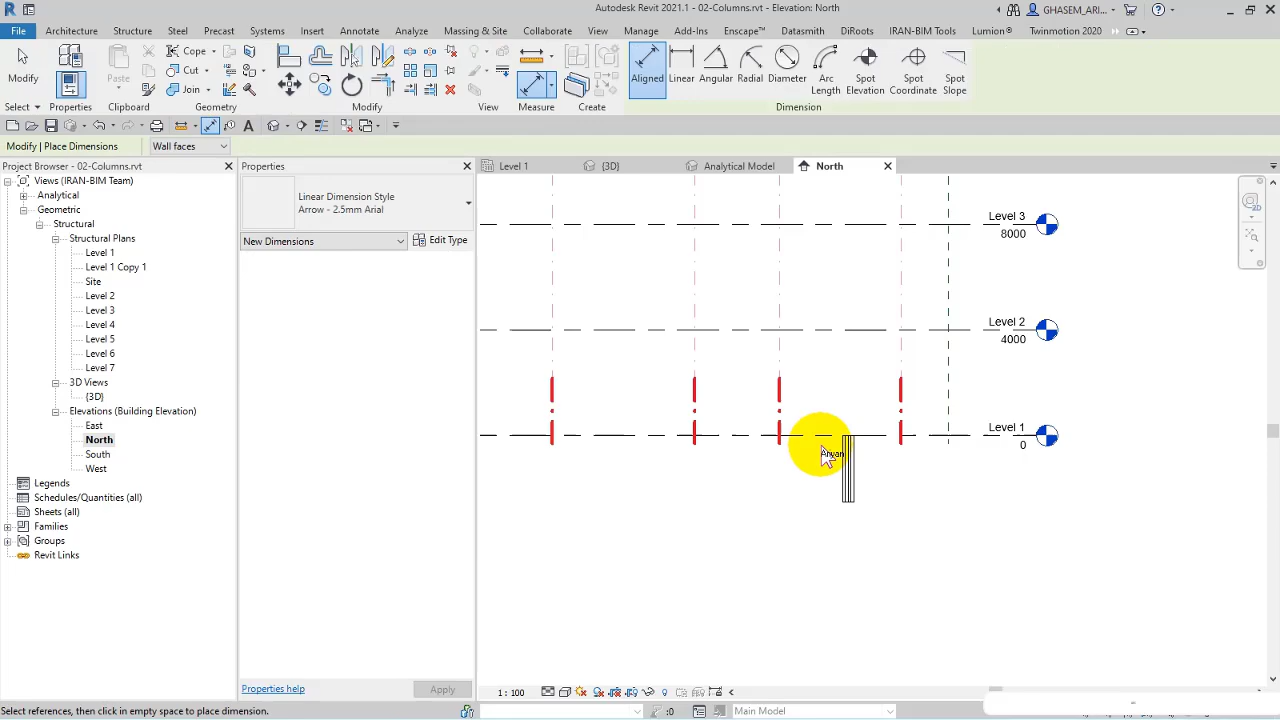 Autodesk Revit 2021.1 - 02-Columns.rvt - Elevation: North
GHASEM_ARI...
File Architecture Structure Steel Precast Systems Insert Annotate Analyze Massing & Site Collaborate View Manage Add-Ins Enscape™ Datasmith DiRoots IRAN-BIM Tools Lumion® Twinmotion 2020
Modify
Properties
Paste
Cope
Cut
Join
Aligned Linear Angular Radial Diameter Arc Length Spot Elevation Spot Coordinate Spot Slope
Select Properties Clipboard Geometry Modify View Measure Create Dimension
Modify | Place Dimensions
Wall faces
Project Browser - 02-Columns.rvt
Views (IRAN-BIM Team)
Analytical
Geometric
Structural
Structural Plans
Level 1
Level 1 Copy 1
Site
Level 2
Level 3
Level 4
Level 5
Level 6
Level 7
3D Views
{3D}
Elevations (Building Elevation)
East
North
South
West
Legends
Schedules/Quantities (all)
Sheets (all)
Families
Groups
Revit Links
Properties
Linear Dimension Style
Arrow - 2.5mm Arial
New Dimensions
Edit Type
Properties help
Apply
Level 1
{3D}
Analytical Model
North
2D
Level 3
8000
Level 2
4000
Level 1
0
1 : 100
Select references, then click in empty space to place dimension.
:0
Main Model